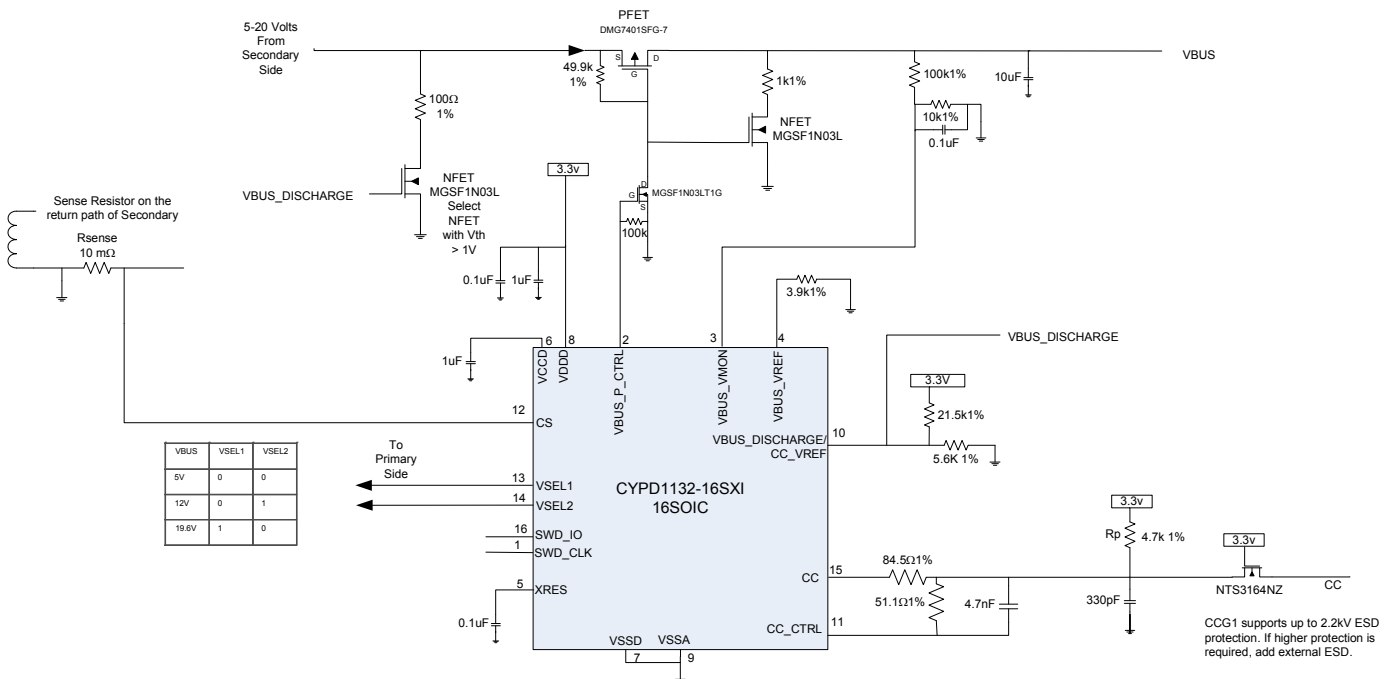 PFET
DMG7401SFG-7
5-20 Volts
From
Secondary
Side
S
D
G
49.9k
1%
VBUS
100Ω
1%
1k1%
100k1%
10uF
10k1%
0.1uF
NFET
MGSF1N03L
3.3v
VBUS_DISCHARGE
NFET
MGSF1N03L
Select
NFET
with Vth
> 1V
D
G
S
MGSF1N03LT1G
100k
Sense Resistor on the
return path of Secondary
Rsense
10 mΩ
0.1uF
1uF
3.9k1%
1uF
6
8
2
3
4
VCCD
VDDD
VBUS_P_CTRL
VBUS_VMON
VBUS_VREF
VBUS_DISCHARGE
3.3V
21.5k1%
5.6K 1%
12
CS
VBUS_DISCHARGE/
CC_VREF
10
VBUS VSEL1 VSEL2
5V 0 0
12V 0 1
19.6V 1 0
To
Primary
Side
13
VSEL1
14
VSEL2
CYPD1132-16SXI
16SOIC
16
SWD_IO
1
SWD_CLK
5
XRES
0.1uF
15
CC
84.5Ω1%
51.1Ω1%
4.7nF
3.3v
Rp
4.7k 1%
330pF
3.3v
NTS3164NZ
CC
11
CC_CTRL
VSSD
VSSA
7
9
CCG1 supports up to 2.2kV ESD
protection. If higher protection is
required, add external ESD.